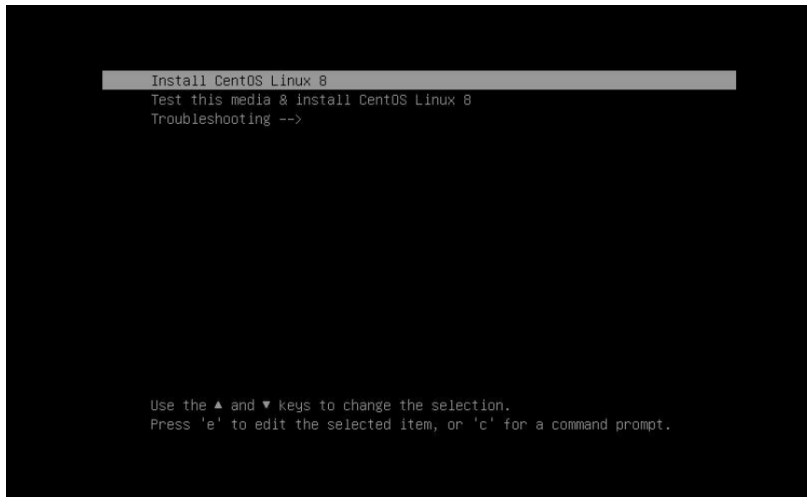 Install CentOS Linux 8
Test this media & install CentOS Linux 8
Troubleshooting -->
Use the ▲ and ▼ keys to change the selection.
Press 'e' to edit the selected item, or 'c' for a command prompt.